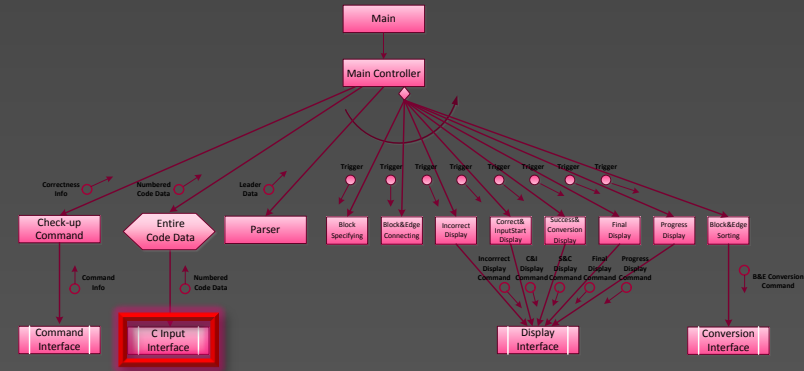 Main
Main Controller
Trigger Trigger Trigger Trigger Trigger Trigger Trigger Trigger
Correctness
Info
Numbered
Code Data
Leader
Data
Check-up
Command
Entire
Code Data
Parser
Block
Specifying
Block&Edge
Connecting
Incorrect
Display
Correct&
InputStart
Display
Success&
Conversion
Display
Final
Display
Progress
Display
Block&Edge
Sorting
Command
Info
Numbered
Code Data
Incorrrect
Display
Command
C&I
Display
Command
S&C
Display
Command
Final
Display
Command
Progress
Display
Command
B&E Conversion
Command
Command
Interface
C Input
Interface
Display
Interface
Conversion
Interface